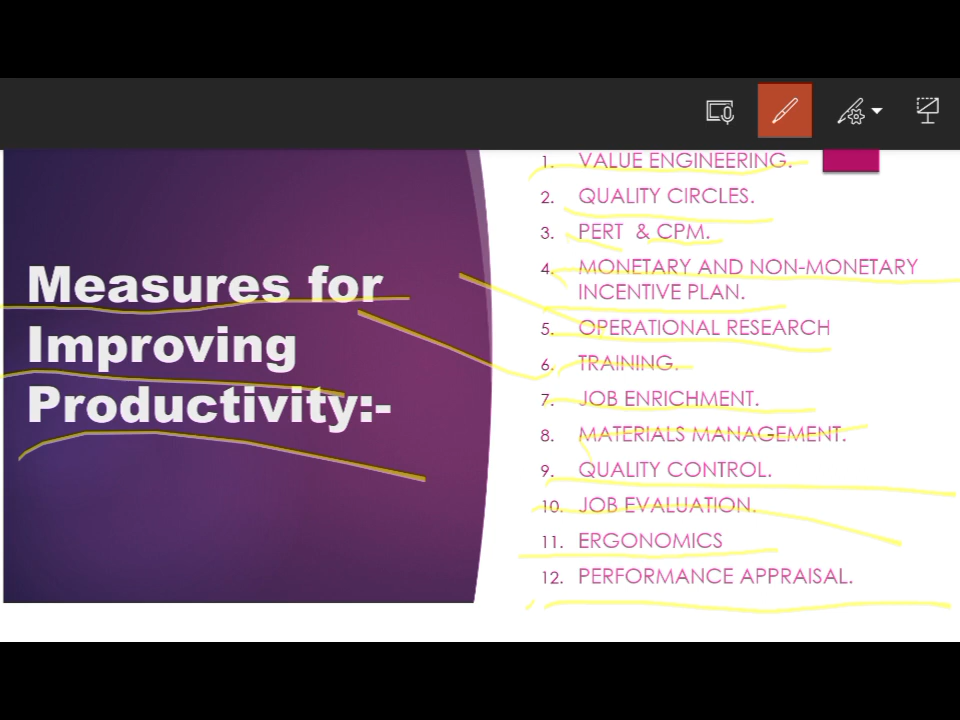 Measures for
Improving
Productivity:-
1. VALUE ENGINEERING.
2. QUALITY CIRCLES.
3. PERT & CPM.
4. MONETARY AND NON-MONETARY
INCENTIVE PLAN.
5. OPERATIONAL RESEARCH
6. TRAINING.
7. JOB ENRICHMENT.
8. MATERIALS MANAGEMENT.
9. QUALITY CONTROL.
10. JOB EVALUATION.
11. ERGONOMICS
12. PERFORMANCE APPRAISAL.